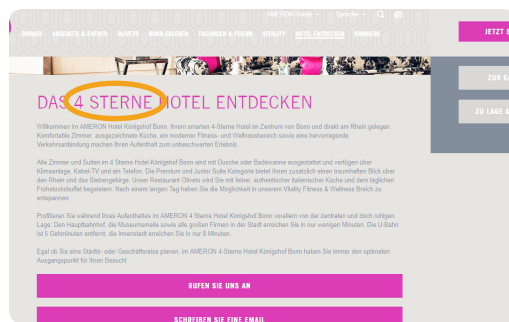 AMERON Hotels Sprache
ZIMMER ANGEBOTE & EVENTS OLIVETO BONN ERLEBEN TAGUNGEN & FEIERN VITALITY HOTEL ENTDECKEN KARRIERE
JETZT B
ZUR GA
ZU LAGE &
DAS 4 STERNE HOTEL ENTDECKEN
Willkommen im AMERON Hotel Königshof Bonn, Ihrem smarten 4-Sterne Hotel im Zentrum von Bonn und direkt am Rhein gelegen.
Komfortable Zimmer, ausgezeichnete Küche, ein moderner Fitness- und Wellnessbereich sowie eine hervorragende
Verkehrsanbindung machen Ihren Aufenthalt zum unbeschwerten Erlebnis.
Alle Zimmer und Suiten im 4 Sterne Hotel Königshof Bonn sind mit Dusche oder Badewanne ausgestattet und verfügen über
Klimaanlage, Kabel-TV und ein Telefon. Die Premium und Junior Suite Kategorie bietet Ihnen zusätzlich einen traumhaften Blick über
den Rhein und das Siebengebirge. Unser Restaurant Oliveto wird Sie mit feiner, authentischer italienischer Küche und dem täglichen
Frühstücksbuffet begeistern. Nach einem langen Tag haben Sie die Möglichkeit in unserem Vitality Fitness & Wellness Bereich zu
entspannen.
Profitieren Sie während Ihres Aufenthaltes im AMERON 4 Sterne Hotel Königshof Bonn vorallem von der zentralen und doch ruhigen
Lage. Den Hauptbahnhof, die Museumsmeile sowie alle großen Firmen in der Stadt erreichen Sie in nur wenigen Minuten. Die U-Bahn
ist 5 Gehminuten entfernt, die Innenstadt erreichen Sie in nur 8 Minuten.
Egal ob Sie eine Städte- oder Geschäftsreise planen, im AMERON 4-Sterne Hotel Königshof Bonn haben Sie immer den optimalen
Ausgangspunkt für Ihren Besuch!
RUFEN SIE UNS AN
SCHREIBEN SIE EINE EMAIL